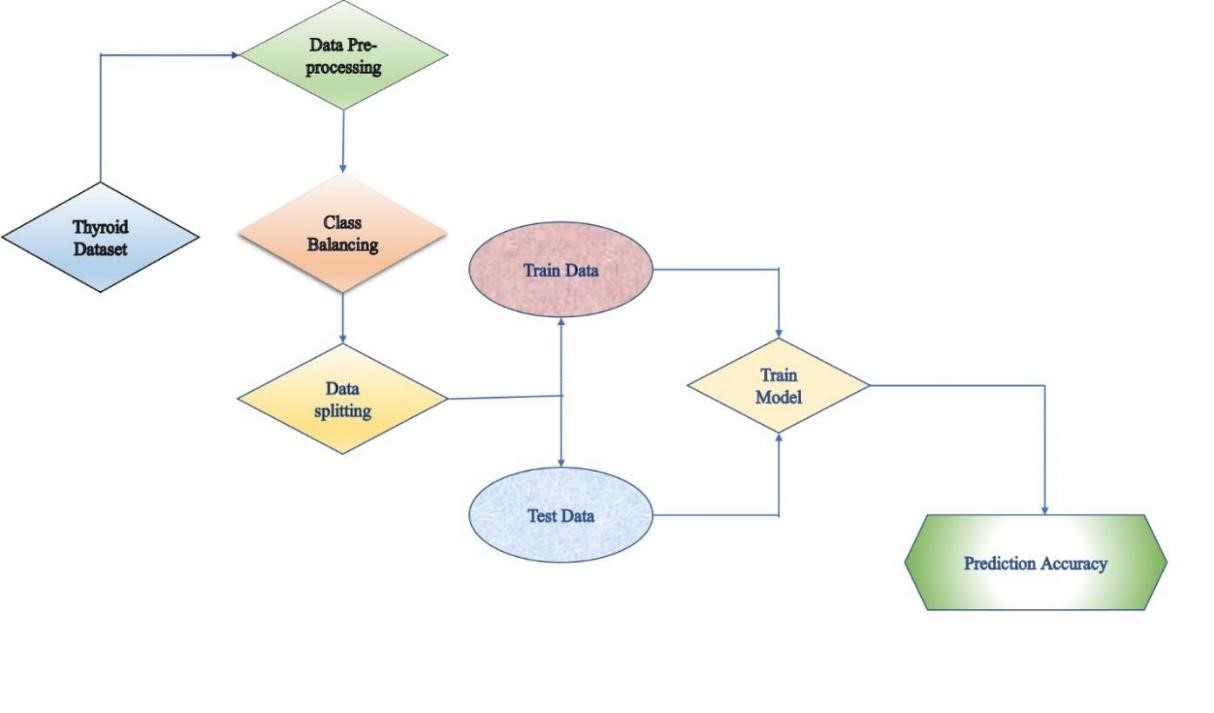 Data Pre-
processing
Thyroid
Dataset
Class
Balancing
Train Data
Data
splitting
Train
Model
Test Data
Prediction Accuracy